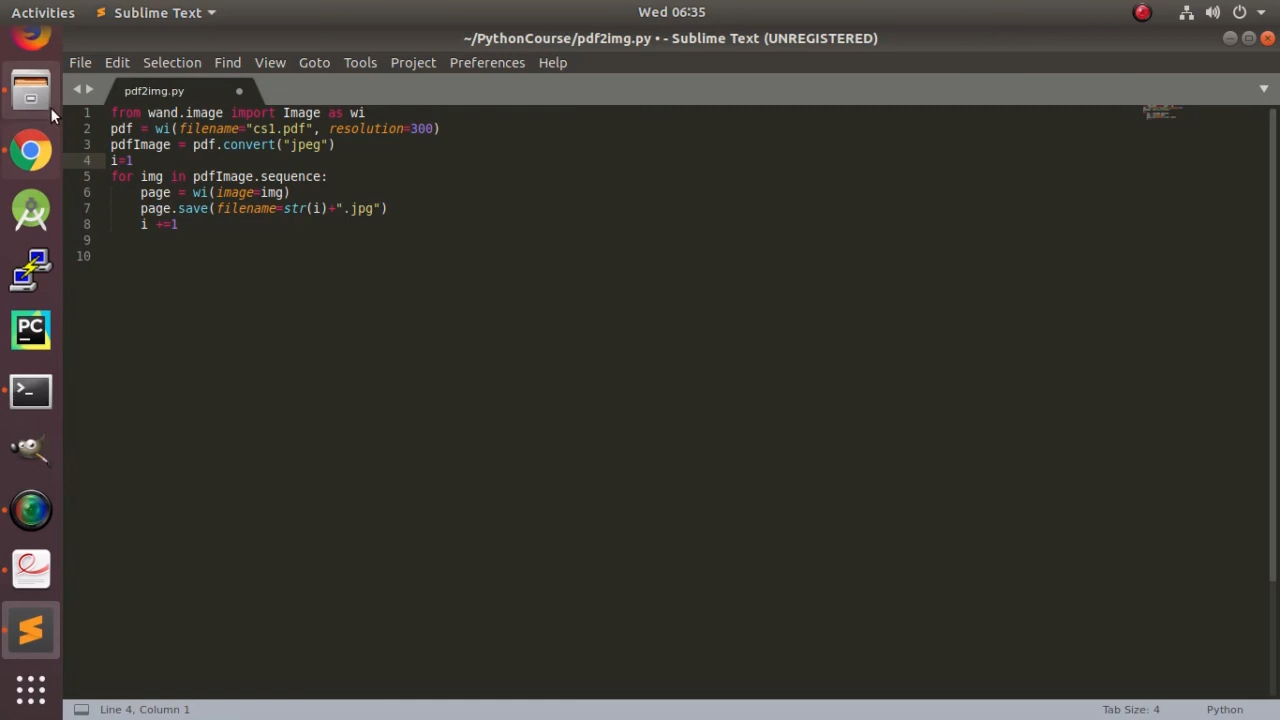 Activities Sublime Text Wed 06:35
~/PythonCourse/pdf2img.py • - Sublime Text (UNREGISTERED)
File Edit Selection Find View Goto Tools Project Preferences Help
pdf2img.py
1 from wand.image import Image as wi
2 pdf = wi(filename="cs1.pdf", resolution=300)
3 pdfImage = pdf.convert("jpeg")
4 i=1
5 for img in pdfImage.sequence:
6 page = wi(image=img)
7 page.save(filename=str(i)+".jpg")
8 i +=1
9
10
PC
>_
Line 4, Column 1 Tab Size: 4 Python